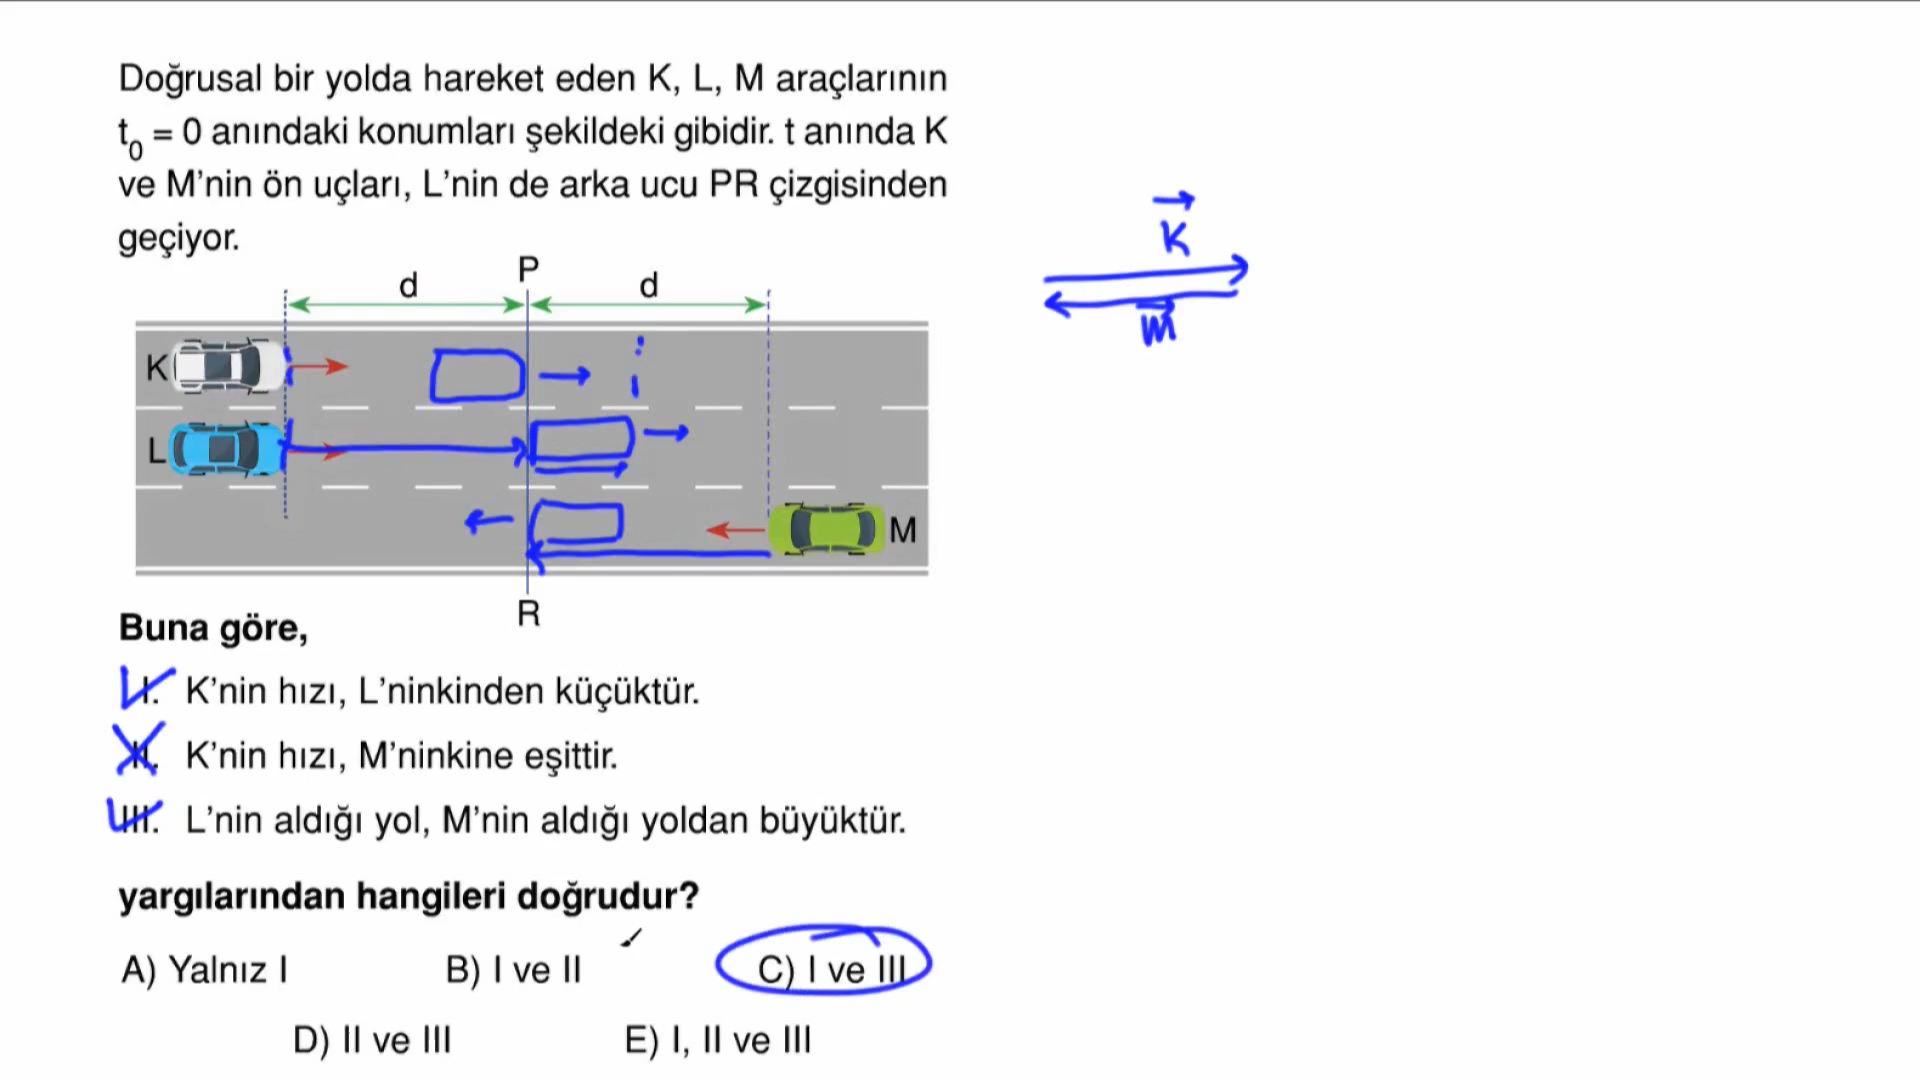 Doğrusal bir yolda hareket eden K, L, M araçlarının
t₀ = 0 anındaki konumları şekildeki gibidir. t anında K
ve M’nin ön uçları, L’nin de arka ucu PR çizgisinden
geçiyor.
K
M
d P d
K
L
M
R
Buna göre,
I. K’nin hızı, L’ninkinden küçüktür.
II. K’nin hızı, M’ninkine eşittir.
III. L’nin aldığı yol, M’nin aldığı yoldan büyüktür.
yargılarından hangileri doğrudur?
A) Yalnız I B) I ve II C) I ve III
D) II ve III E) I, II ve III